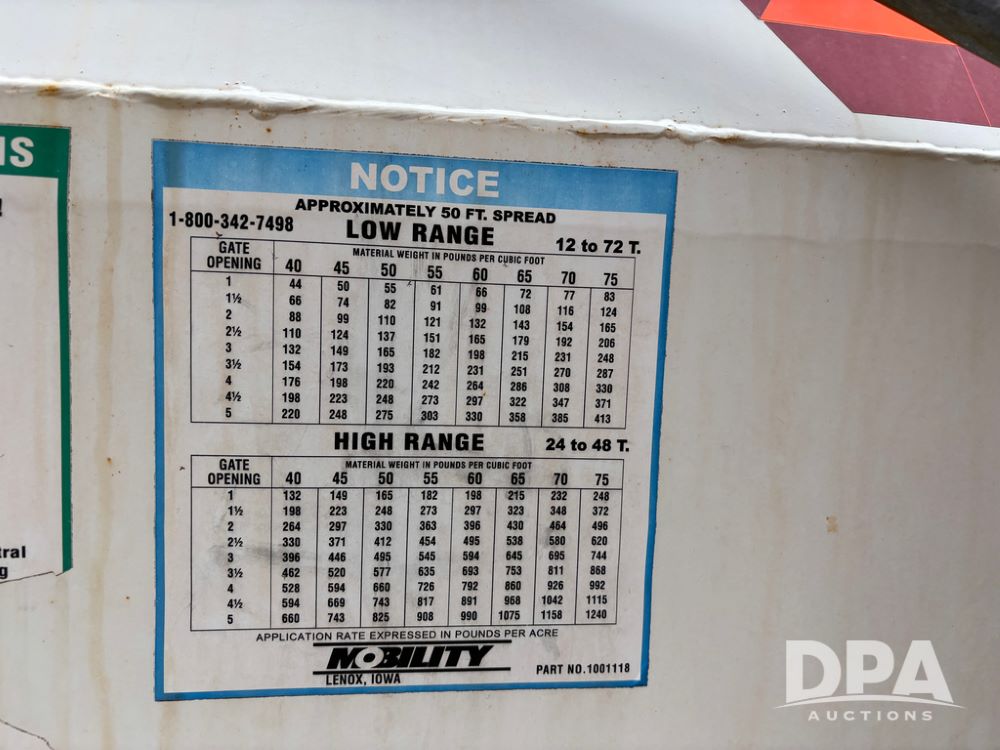 IS
!
tral
g
NOTICE
APPROXIMATELY 50 FT. SPREAD
1-800-342-7498
LOW RANGE 12 to 72 T.
GATE OPENING MATERIAL WEIGHT IN POUNDS PER CUBIC FOOT
40 45 50 55 60 65 70 75
1 44 50 55 61 66 72 77 83
1½ 66 74 82 91 99 108 116 124
2 88 99 110 121 132 143 154 165
2½ 110 124 137 151 165 179 192 206
3 132 149 165 182 198 215 231 248
3½ 154 173 193 212 231 251 270 287
4 176 198 220 242 264 286 308 330
4½ 198 223 248 273 297 322 347 371
5 220 248 275 303 330 358 385 413
HIGH RANGE 24 to 48 T.
GATE OPENING MATERIAL WEIGHT IN POUNDS PER CUBIC FOOT
40 45 50 55 60 65 70 75
1 132 149 165 182 198 215 232 248
1½ 198 223 248 273 297 323 348 372
2 264 297 330 363 396 430 464 496
2½ 330 371 412 454 495 538 580 620
3 396 446 495 545 594 645 695 744
3½ 462 520 577 635 693 753 811 868
4 528 594 660 726 792 860 926 992
4½ 594 669 743 817 891 968 1042 1115
5 660 743 825 908 990 1075 1158 1240
APPLICATION RATE EXPRESSED IN POUNDS PER ACRE
MOBILITY
LENOX, IOWA
PART NO.1001118
DPA
AUCTIONS